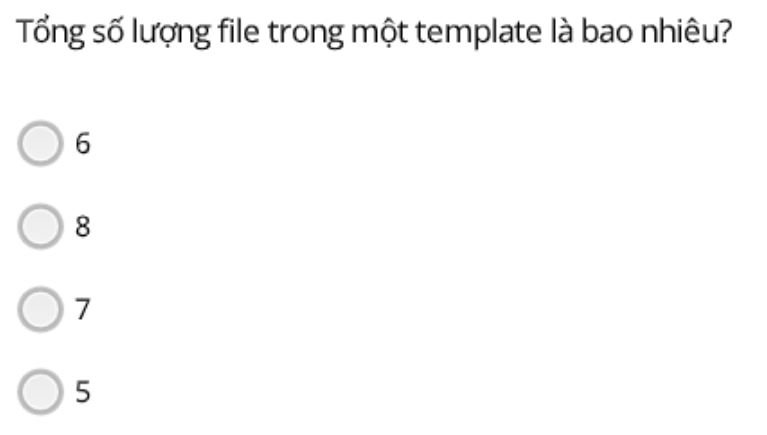 Tổng số lượng file trong một template là bao nhiêu?
6
8
7
5